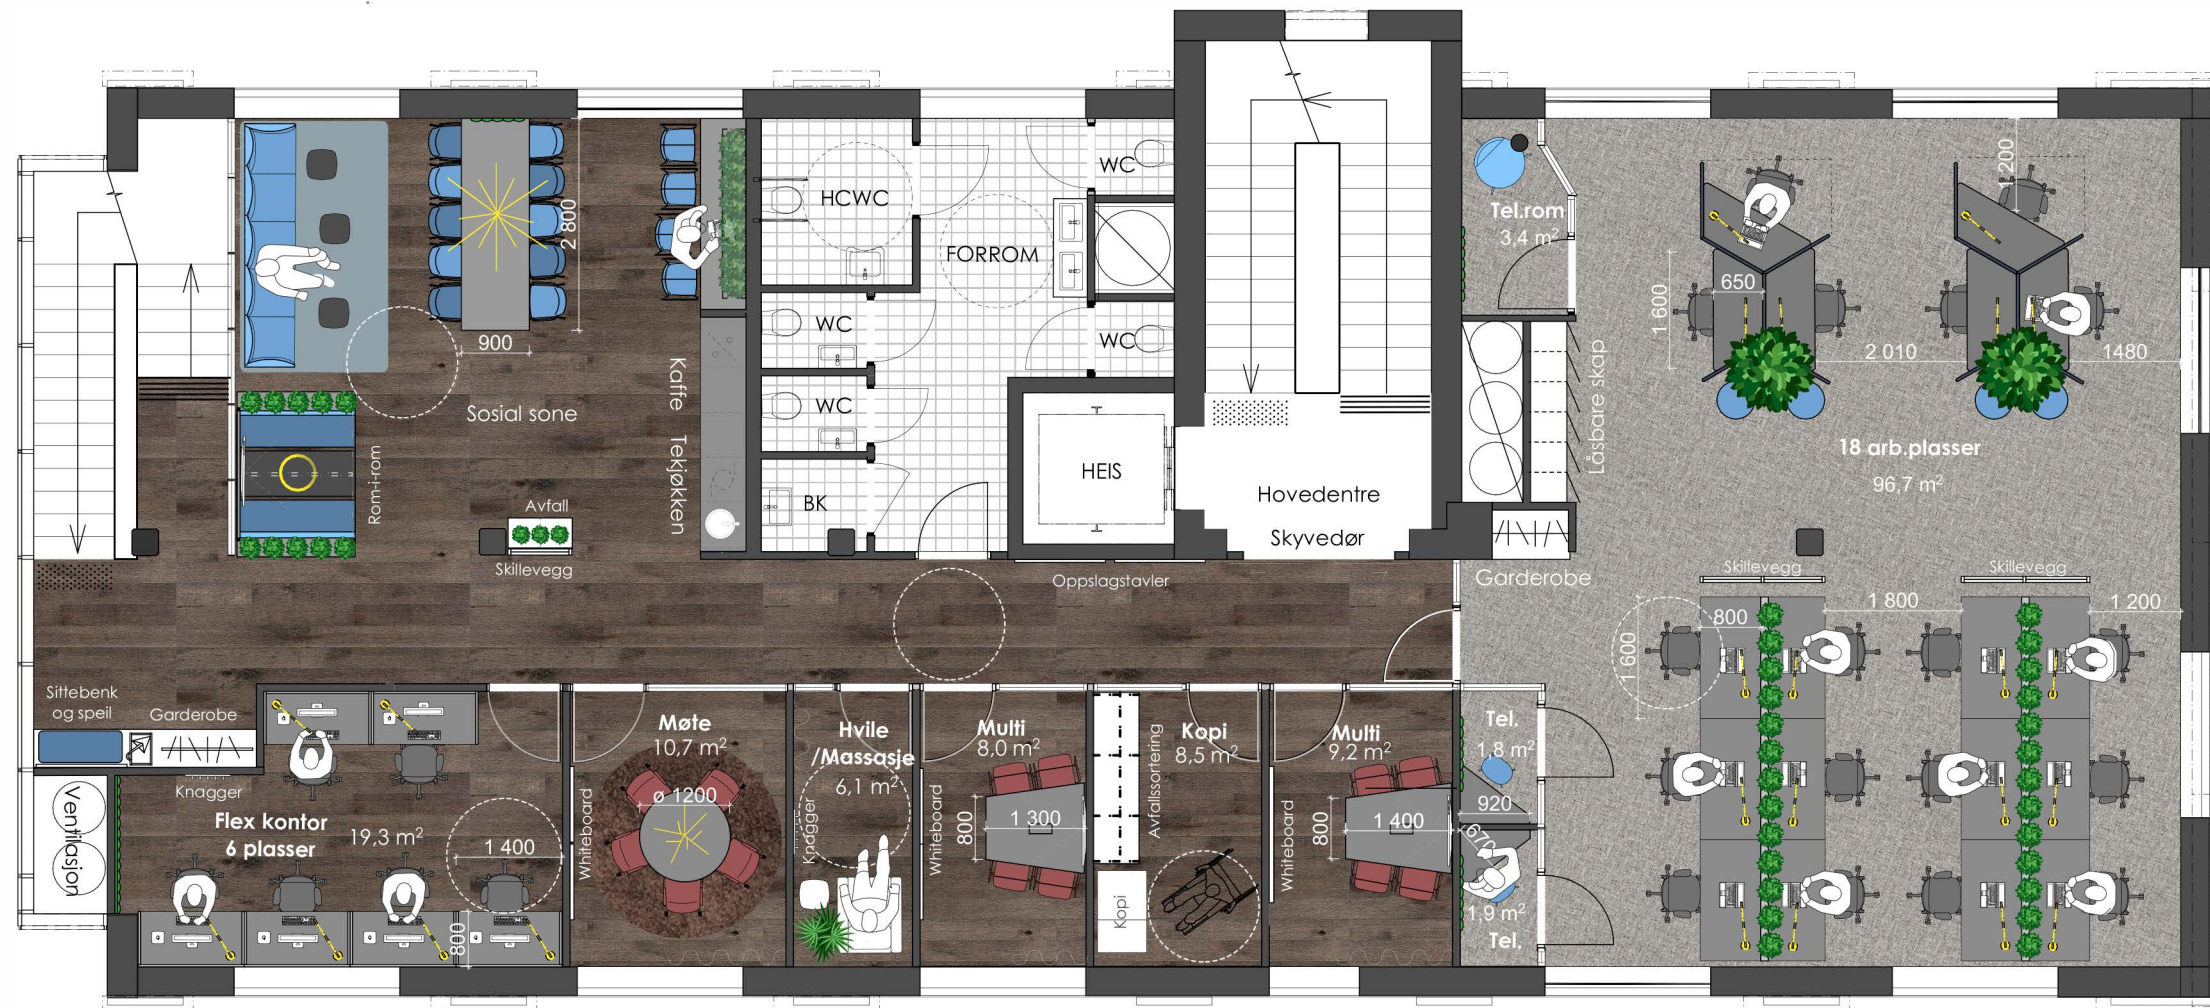 HCWC
WC
FORROM
WC
WC
WC
BK
HEIS
Hovedentre
Skyvedør
2 800
900
Sosial sone
Kaffe Tekjøkken
Rom-i-rom
Avfall
Skillevegg
Oppslagstavler
Tel.rom
3,4 m²
Låsbare skap
Garderobe
1 200
650
1 600
2 010
1480
18 arb.plasser
96,7 m²
Skillevegg
Skillevegg
800
1 800
1 200
1 600
Sittebenk
og speil
Garderobe
Knagger
Ventilasjon
Flex kontor
6 plasser
19,3 m²
1 400
800
Whiteboard
Møte
10,7 m²
ø 1200
Hvile
/Massasje
6,1 m²
Knagger
Multi
8,0 m²
Whiteboard
800
1 300
Kopi
8,5 m²
Avfallssortering
Kopi
Multi
9,2 m²
Whiteboard
800
1 400
Tel.
1,8 m²
920
670
1,9 m²
Tel.